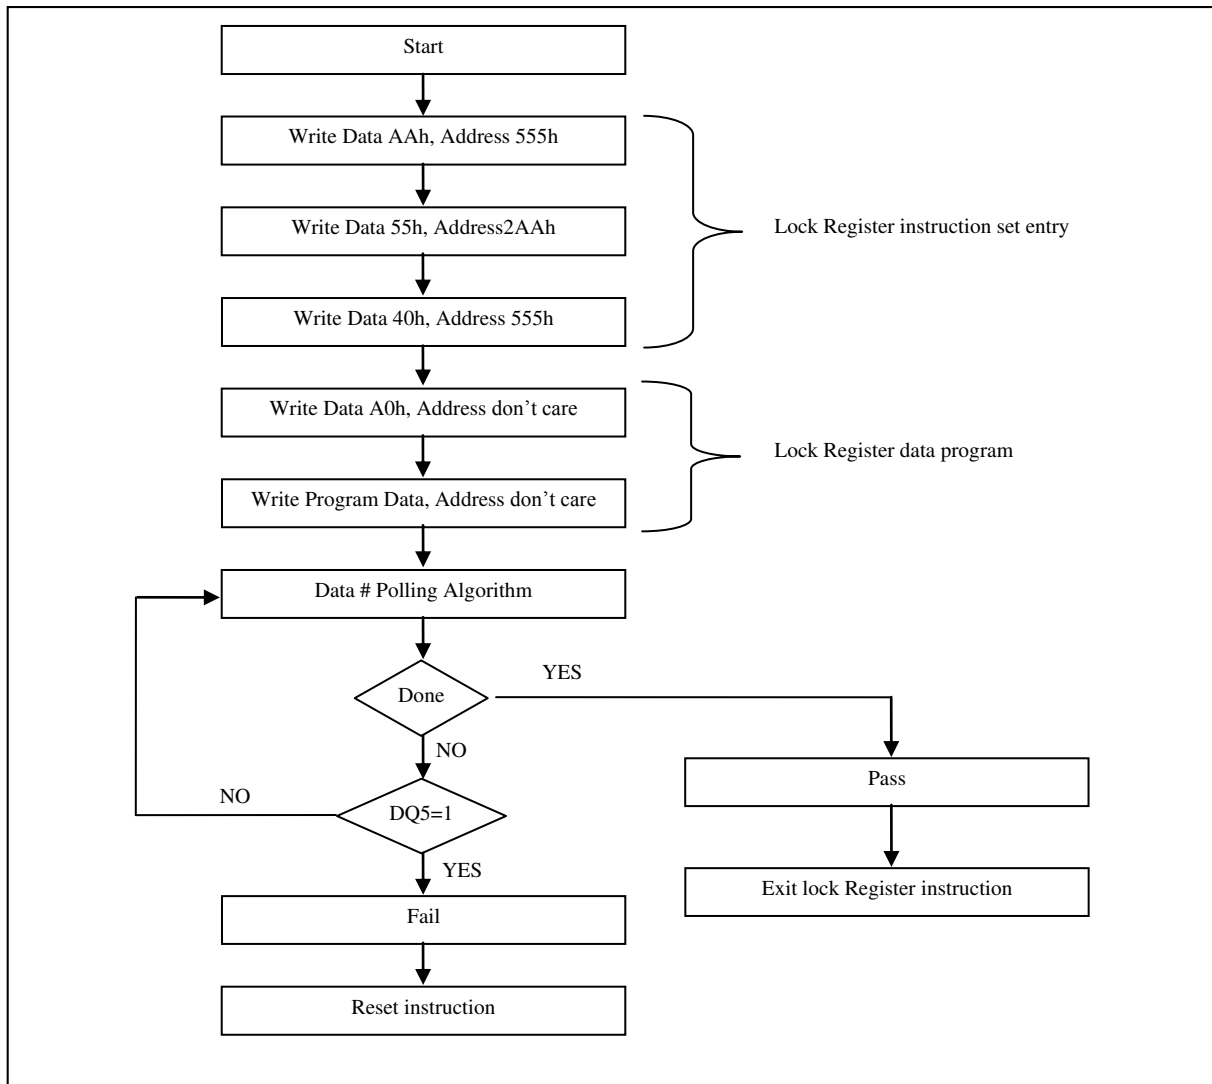 Start
Write Data AAh, Address 555h
Write Data 55h, Address2AAh
Lock Register instruction set entry
Write Data 40h, Address 555h
Write Data A0h, Address don’t care
Lock Register data program
Write Program Data, Address don’t care
Data # Polling Algorithm
YES
Done
NO
Pass
NO
DQ5=1
YES
Exit lock Register instruction
Fail
Reset instruction